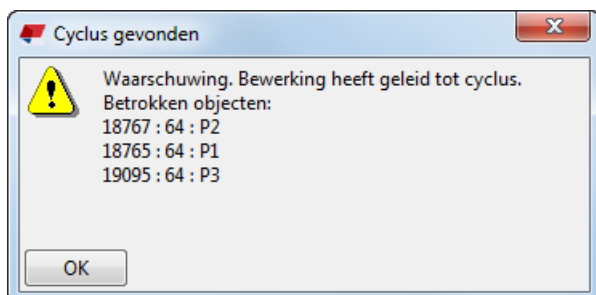 Cyclus gevonden
Waarschuwing. Bewerking heeft geleid tot cyclus.
Betrokken objecten:
18767 : 64 : P2
18765 : 64 : P1
19095 : 64 : P3
OK